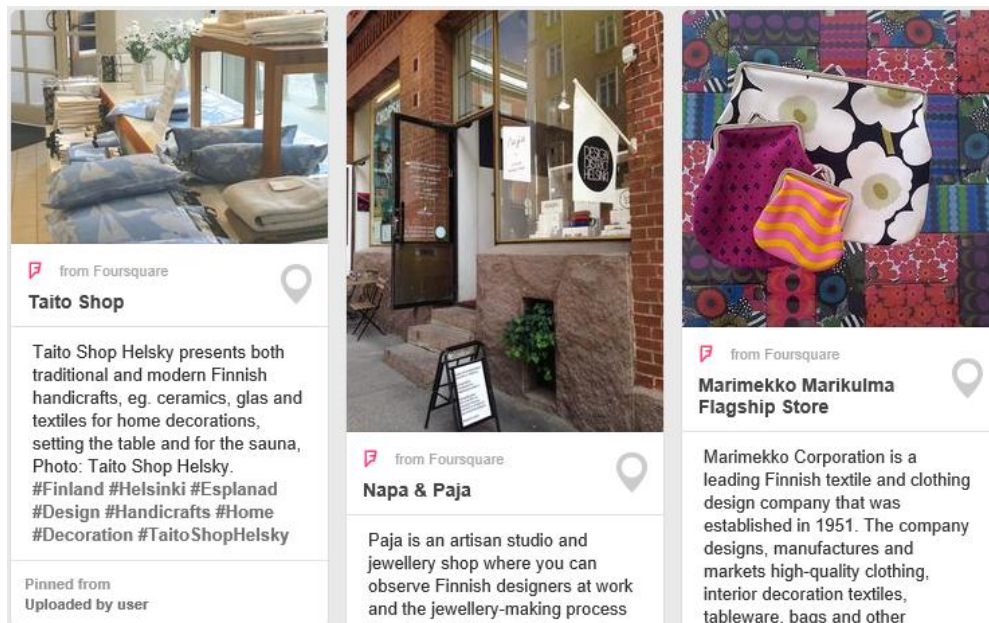 from Foursquare
Taito Shop
Taito Shop Helsky presents both
traditional and modern Finnish
handicrafts, eg. ceramics, glas and
textiles for home decorations,
setting the table and for the sauna,
Photo: Taito Shop Helsky.
#Finland #Helsinki #Esplanad
#Design #Handicrafts #Home
#Decoration #TaitoShopHelsky
Pinned from
Uploaded by user
DESIGN
DISTRICT
HELSINKI
from Foursquare
Napa & Paja
Paja is an artisan studio and
jewellery shop where you can
observe Finnish designers at work
and the jewellery-making process
from Foursquare
Marimekko Marikulma
Flagship Store
Marimekko Corporation is a
leading Finnish textile and clothing
design company that was
established in 1951. The company
designs, manufactures and
markets high-quality clothing,
interior decoration textiles,
tableware, bags and other